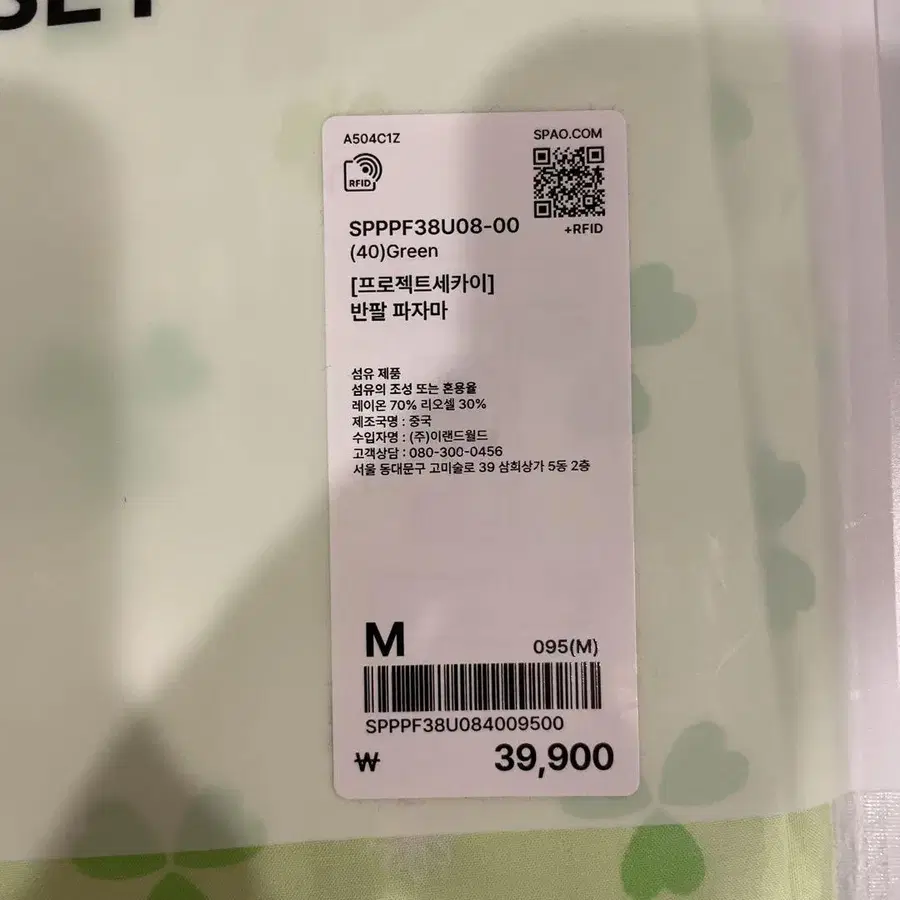 SET
A504C1Z
SPAO.COM
RFID
+RFID
SPPPF38U08-00
(40)Green
[프로젝트세카이]
반팔 파자마
섬유 제품
섬유의 조성 또는 혼용율
레이온 70% 리오셀 30%
제조국명 : 중국
수입자명 : (주)이랜드월드
고객상담 : 080-300-0456
서울 동대문구 고미술로 39 삼희상가 5동 2층
M
095(M)
SPPPF38U084009500
₩ 39,900